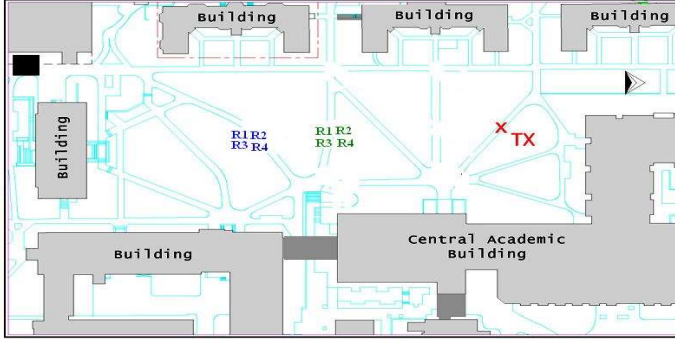 Building
Building
Building
Building
R1 R2
R3 R4
R1 R2
R3 R4
X
TX
Building
Central Academic
Building